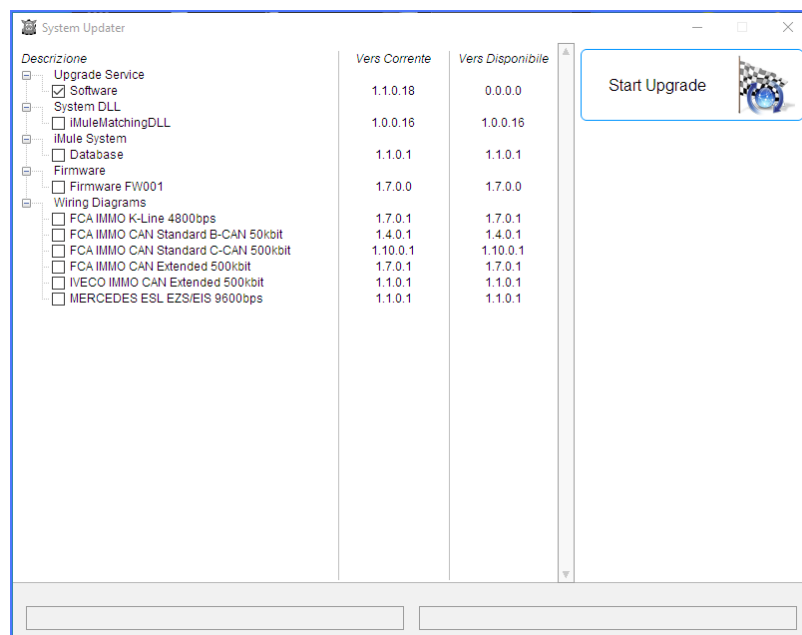 System Updater
Descrizione Vers Corrente Vers Disponibile
Upgrade Service
Software 1.1.0.18 0.0.0.0
System DLL
iMuleMatchingDLL 1.0.0.16 1.0.0.16
iMule System
Database 1.1.0.1 1.1.0.1
Firmware
Firmware FW001 1.7.0.0 1.7.0.0
Wiring Diagrams
FCA IMMO K-Line 4800bps 1.7.0.1 1.7.0.1
FCA IMMO CAN Standard B-CAN 50kbit 1.4.0.1 1.4.0.1
FCA IMMO CAN Standard C-CAN 500kbit 1.10.0.1 1.10.0.1
FCA IMMO CAN Extended 500kbit 1.7.0.1 1.7.0.1
IVECO IMMO CAN Extended 500kbit 1.1.0.1 1.1.0.1
MERCEDES ESL EZS/EIS 9600bps 1.1.0.1 1.1.0.1
Start Upgrade